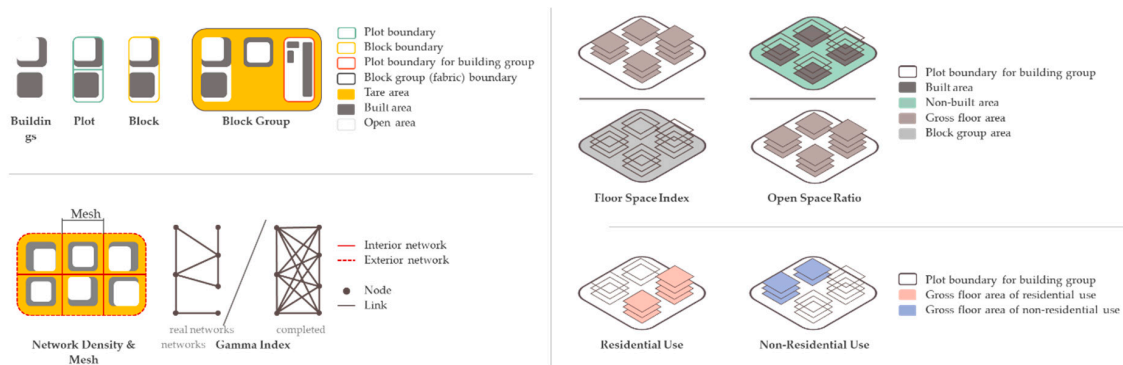 Plot boundary
Block boundary
Plot boundary for building group
Block group (fabric) boundary
Tare area
Built area
Open area
Buildin
gs
Plot
Block
Block Group
Plot boundary for building group
Built area
Non-built area
Gross floor area
Block group area
Floor Space Index
Open Space Ratio
Mesh
Interior network
Exterior network
Node
Link
real networks
networks
completed
Network Density &
Mesh
Gamma Index
Plot boundary for building group
Gross floor area of residential use
Gross floor area of non-residential use
Residential Use
Non-Residential Use